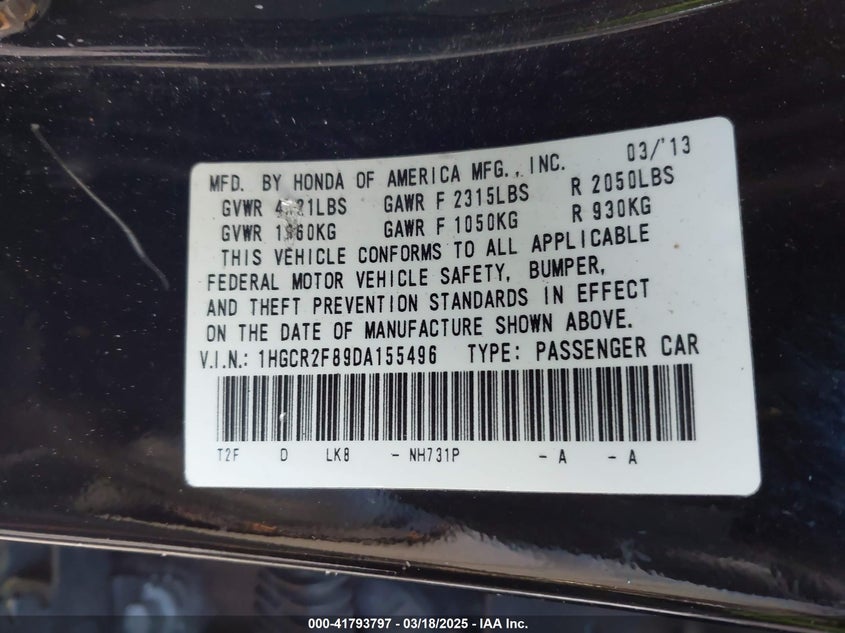 MFD. BY HONDA OF AMERICA MFG., INC. 03/'13
GVWR GAWR F 2315LBS R 2050LBS
GVWR GAWR F 1050KG R 930KG
THIS VEHICLE CONFORMS TO ALL APPLICABLE
FEDERAL MOTOR VEHICLE SAFETY, BUMPER,
AND THEFT PREVENTION STANDARDS IN EFFECT
ON THE DATE OF MANUFACTURE SHOWN ABOVE.
V.I.N.: 1HGCR2F89DA155496 TYPE: PASSENGER CAR
T2F D LK8 - NH731P - A - A
000-41793797 - 03/18/2025 - IAA Inc.